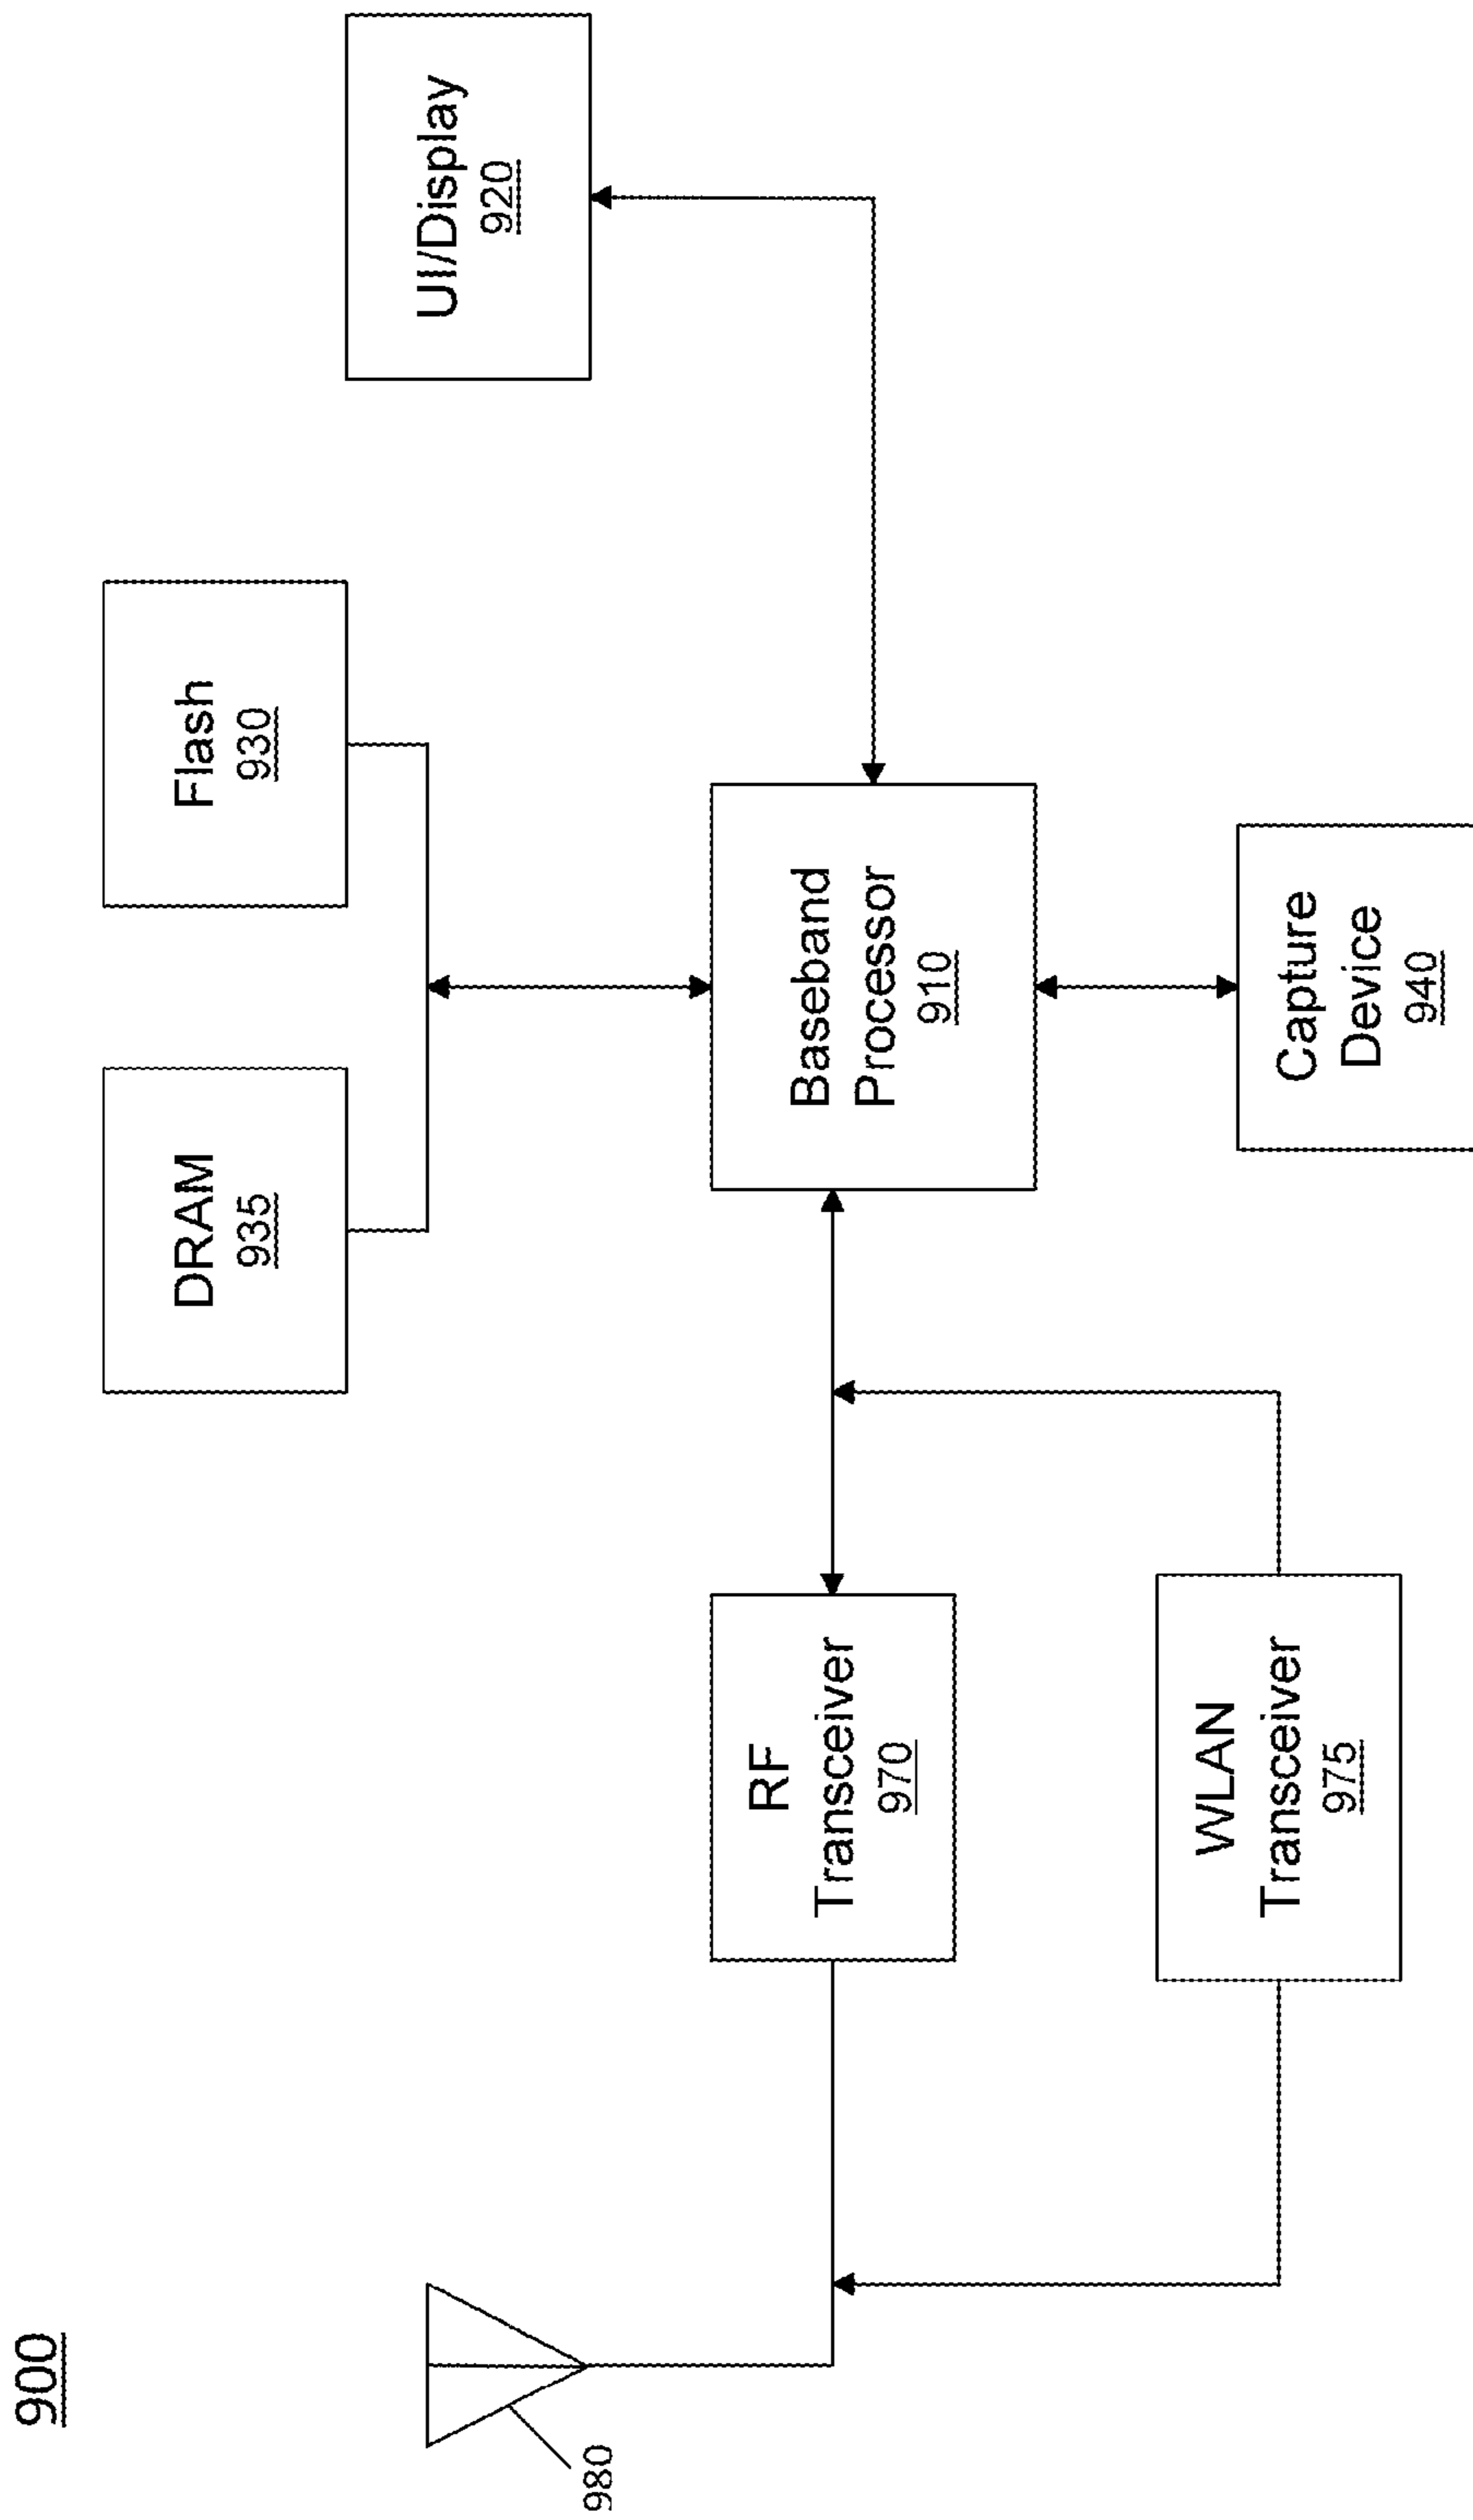 900
DRAM
935
Flash
930
UI/Display
920
980
RF
Transceiver
970
Baseband
Processor
910
WLAN
Transceiver
975
Capture
Device
940